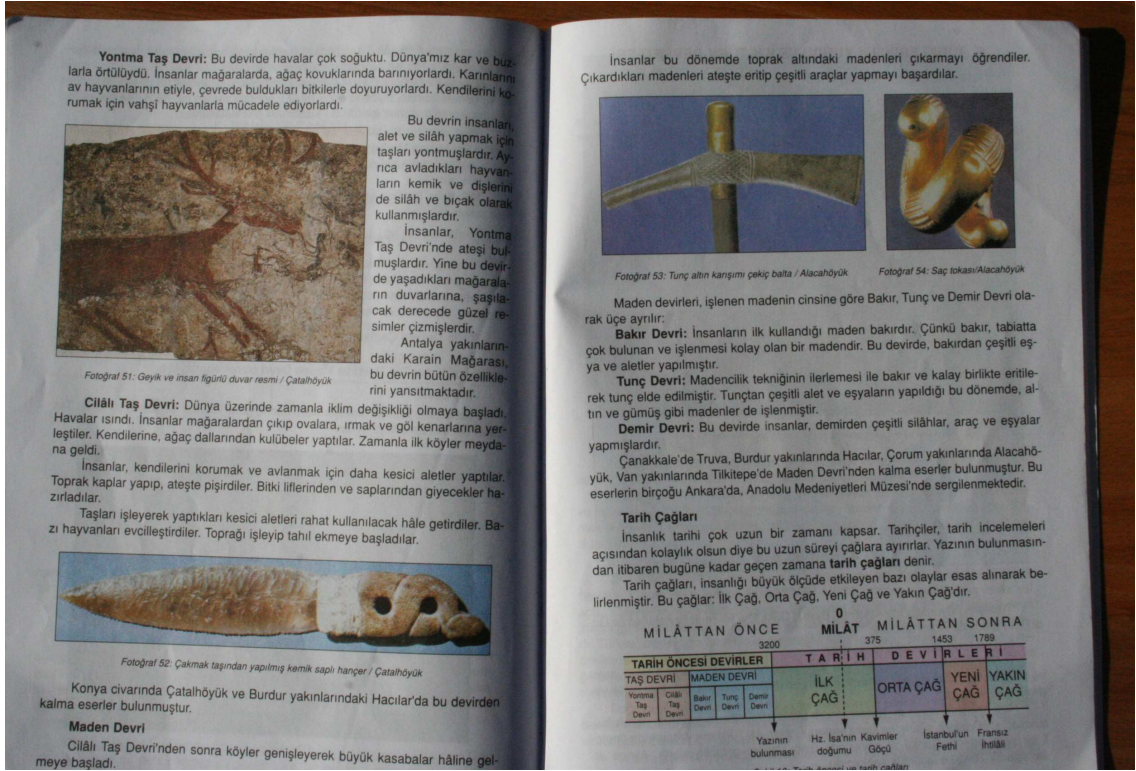 Yontma Taş Devri: Bu devirde havalar çok soğuktu. Dünya'mız kar ve buz-
larla örtülüydü. İnsanlar mağaralarda, ağaç kovuklarında barınıyorlardı. Karınlarını
av hayvanlarının etiyle, çevrede buldukları bitkilerle doyuruyorlardı. Kendilerini ko-
rumak için vahşî hayvanlarla mücadele ediyorlardı.
Bu devrin insanları,
alet ve silâh yapmak için
taşları yontmuşlardır. Ay-
rıca avladıkları hayvan-
ların kemik ve dişlerini
de silâh ve bıçak olarak
kullanmışlardır.
İnsanlar, Yontma
Taş Devri'nde ateşi bul-
muşlardır. Yine bu devir-
de yaşadıkları mağarala-
rın duvarlarına, şaşıla-
cak derecede güzel re-
simler çizmişlerdir.
Antalya yakınların-
daki Karain Mağarası,
bu devrin bütün özellikle-
rini yansıtmaktadır.
Fotoğraf 51: Geyik ve insan figürlü duvar resmi / Çatalhöyük
Cilâlı Taş Devri: Dünya üzerinde zamanla iklim değişikliği olmaya başladı.
Havalar ısındı. İnsanlar mağaralardan çıkıp ovalara, ırmak ve göl kenarlarına yer-
leştiler. Kendilerine, ağaç dallarından kulübeler yaptılar. Zamanla ilk köyler meyda-
na geldi.
İnsanlar, kendilerini korumak ve avlanmak için daha kesici aletler yaptılar.
Toprak kaplar yapıp, ateşte pişirdiler. Bitki liflerinden ve saplarından giyecekler ha-
zırladılar.
Taşları işleyerek yaptıkları kesici aletleri rahat kullanılacak hâle getirdiler. Ba-
zı hayvanları evcilleştirdiler. Toprağı işleyip tahıl ekmeye başladılar.
Fotoğraf 52: Çakmak taşından yapılmış kemik saplı hançer / Çatalhöyük
Konya civarında Çatalhöyük ve Burdur yakınlarındaki Hacılar'da bu devirden
kalma eserler bulunmuştur.
Maden Devri
Cilâlı Taş Devri'nden sonra köyler genişleyerek büyük kasabalar hâline gel-
meye başladı.
İnsanlar bu dönemde toprak altındaki madenleri çıkarmayı öğrendiler.
Çıkardıkları madenleri ateşte eritip çeşitli araçlar yapmayı başardılar.
Fotoğraf 53: Tunç altın karışımı çekiç balta / Alacahöyük
Fotoğraf 54: Saç tokası/Alacahöyük
Maden devirleri, işlenen madenin cinsine göre Bakır, Tunç ve Demir Devri ola-
rak üçe ayrılır:
Bakır Devri: İnsanların ilk kullandığı maden bakırdır. Çünkü bakır, tabiatta
çok bulunan ve işlenmesi kolay olan bir madendir. Bu devirde, bakırdan çeşitli eş-
ya ve aletler yapılmıştır.
Tunç Devri: Madencilik tekniğinin ilerlemesi ile bakır ve kalay birlikte eritile-
rek tunç elde edilmiştir. Tunçtan çeşitli alet ve eşyaların yapıldığı bu dönemde, al-
tın ve gümüş gibi madenler de işlenmiştir.
Demir Devri: Bu devirde insanlar, demirden çeşitli silâhlar, araç ve eşyalar
yapmışlardır.
Çanakkale'de Truva, Burdur yakınlarında Hacılar, Çorum yakınlarında Alacahö-
yük, Van yakınlarında Tilkitepe'de Maden Devri'nden kalma eserler bulunmuştur. Bu
eserlerin birçoğu Ankara'da, Anadolu Medeniyetleri Müzesi'nde sergilenmektedir.
Tarih Çağları
İnsanlık tarihi çok uzun bir zamanı kapsar. Tarihçiler, tarih incelemeleri
açısından kolaylık olsun diye bu uzun süreyi çağlara ayırırlar. Yazının bulunmasın-
dan itibaren bugüne kadar geçen zamana tarih çağları denir.
Tarih çağları, insanlığı büyük ölçüde etkileyen bazı olaylar esas alınarak be-
lirlenmiştir. Bu çağlar: İlk Çağ, Orta Çağ, Yeni Çağ ve Yakın Çağ'dır.
0
MİLÂTTAN ÖNCE MİLÂT MİLÂTTAN SONRA
3200 375 1453 1789
TARİH ÖNCESİ DEVİRLER TARİH DEVİRLERİ
TAŞ DEVRİ MADEN DEVRİ İLK ÇAĞ ORTA ÇAĞ YENİ ÇAĞ YAKIN ÇAĞ
Yontma Taş Devri Cilâlı Taş Devri Bakır Devri Tunç Devri Demir Devri
Yazının bulunması Hz. İsa'nın doğumu Kavimler Göçü İstanbul'un Fethi Fransız İhtilâli
Tarih öncesi ve tarih çağları